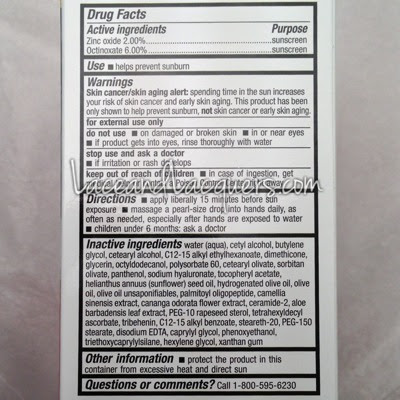 Drug Facts
Active ingredients Purpose
Zinc oxide 2.00% sunscreen
Octinoxate 6.00% sunscreen
Use ▪ helps prevent sunburn
Warnings
Skin cancer/skin aging alert: spending time in the sun increases
your risk of skin cancer and early skin aging. This product has been
only shown to help prevent sunburn, not skin cancer or early skin aging.
for external use only
do not use ▪ on damaged or broken skin ▪ in or near eyes
▪ if product gets into eyes, rinse thoroughly with water
stop use and ask a doctor
▪ if irritation or rash develops
keep out of reach of children ▪ in case of ingestion, get
LaceandLacquers.com
Directions ▪ apply liberally 15 minutes before sun
exposure ▪ massage a pearl-size drop into hands daily, as
often as needed, especially after hands are exposed to water
▪ children under 6 months: ask a doctor
Inactive ingredients water (aqua), cetyl alcohol, butylene
glycol, cetearyl alcohol, C12-15 alkyl ethylhexanoate, dimethicone,
glycerin, octyldodecanol, polysorbate 60, cetearyl olivate, sorbitan
olivate, panthenol, sodium hyaluronate, tocopheryl acetate,
helianthus annuus (sunflower) seed oil, hydrogenated olive oil, olive
oil, olive oil unsaponifiables, palmitoyl oligopeptide, camellia
sinensis extract, cananga odorata flower extract, ceramide-2, aloe
barbadensis leaf extract, PEG-10 rapeseed sterol, tetrahexyldecyl
ascorbate, tribehenin, C12-15 alkyl benzoate, steareth-20, PEG-150
stearate, disodium EDTA, caprylyl glycol, phenoxyethanol,
triethoxycaprylylsilane, hexylene glycol, xanthan gum
Other information ▪ protect the product in this
container from excessive heat and direct sun
Questions or comments? Call 1-800-595-6230